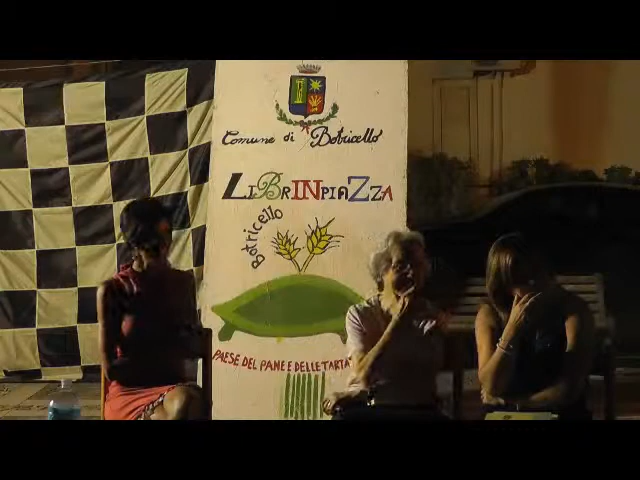 Comune di Botricello
LiBrINpiaZZA
Botricello
PAESE DEL PANE E DELLE TARTA